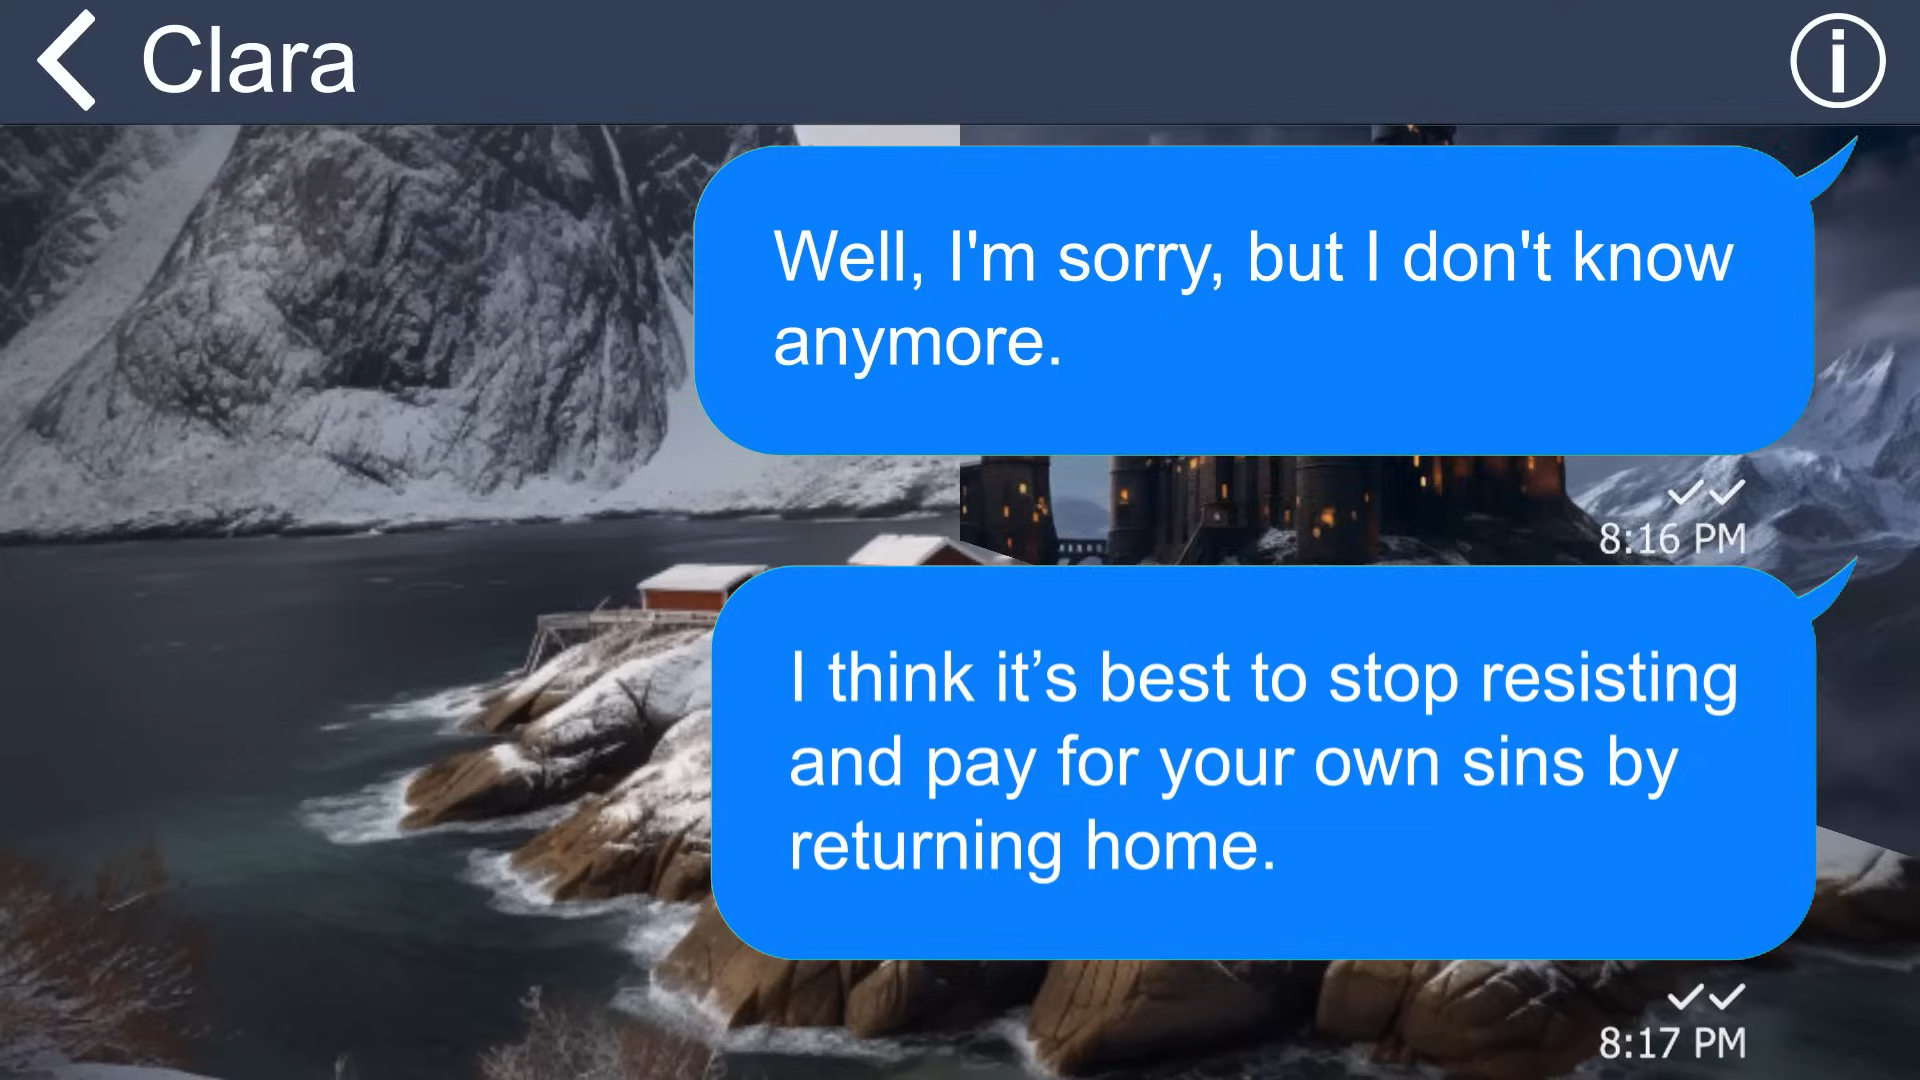 Clara
Well, I'm sorry, but I don't know
anymore.
8:16 PM
I think it’s best to stop resisting
and pay for your own sins by
returning home.
8:17 PM